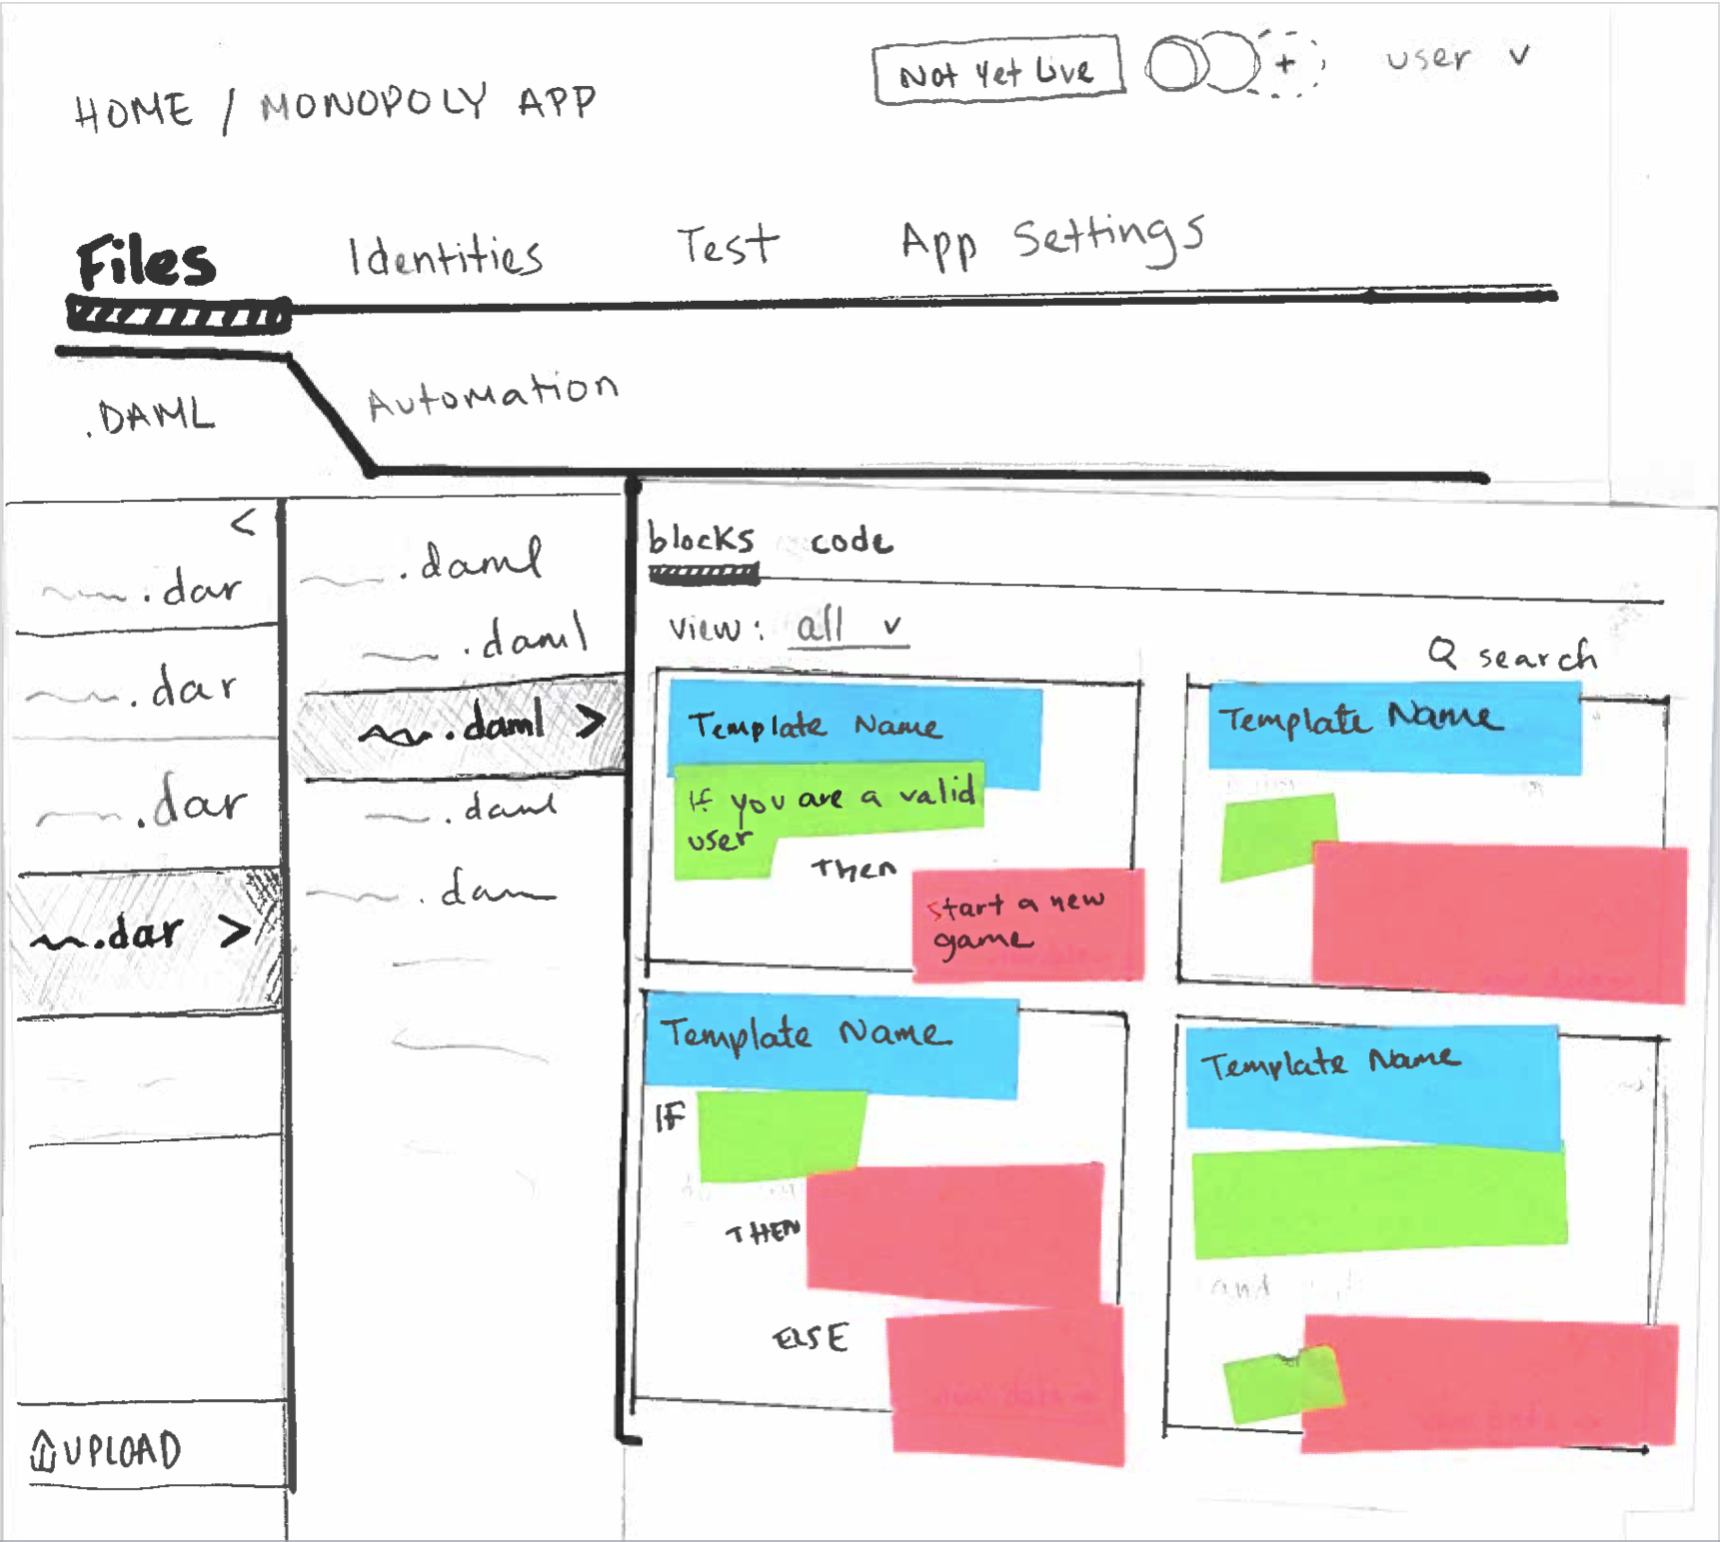 Not Yet Live
+
user v
HOME / MONOPOLY APP
Files
Identities
Test
App Settings
.DAML
Automation
<
.dar
.dar
.dar
.dar >
UPLOAD
.daml
.daml
.daml >
.daml
.dam
blocks
code
view: all v
search
Template Name
If you are a valid
user
Then
start a new
game
Template Name
Template Name
IF
THEN
ELSE
Template Name
and